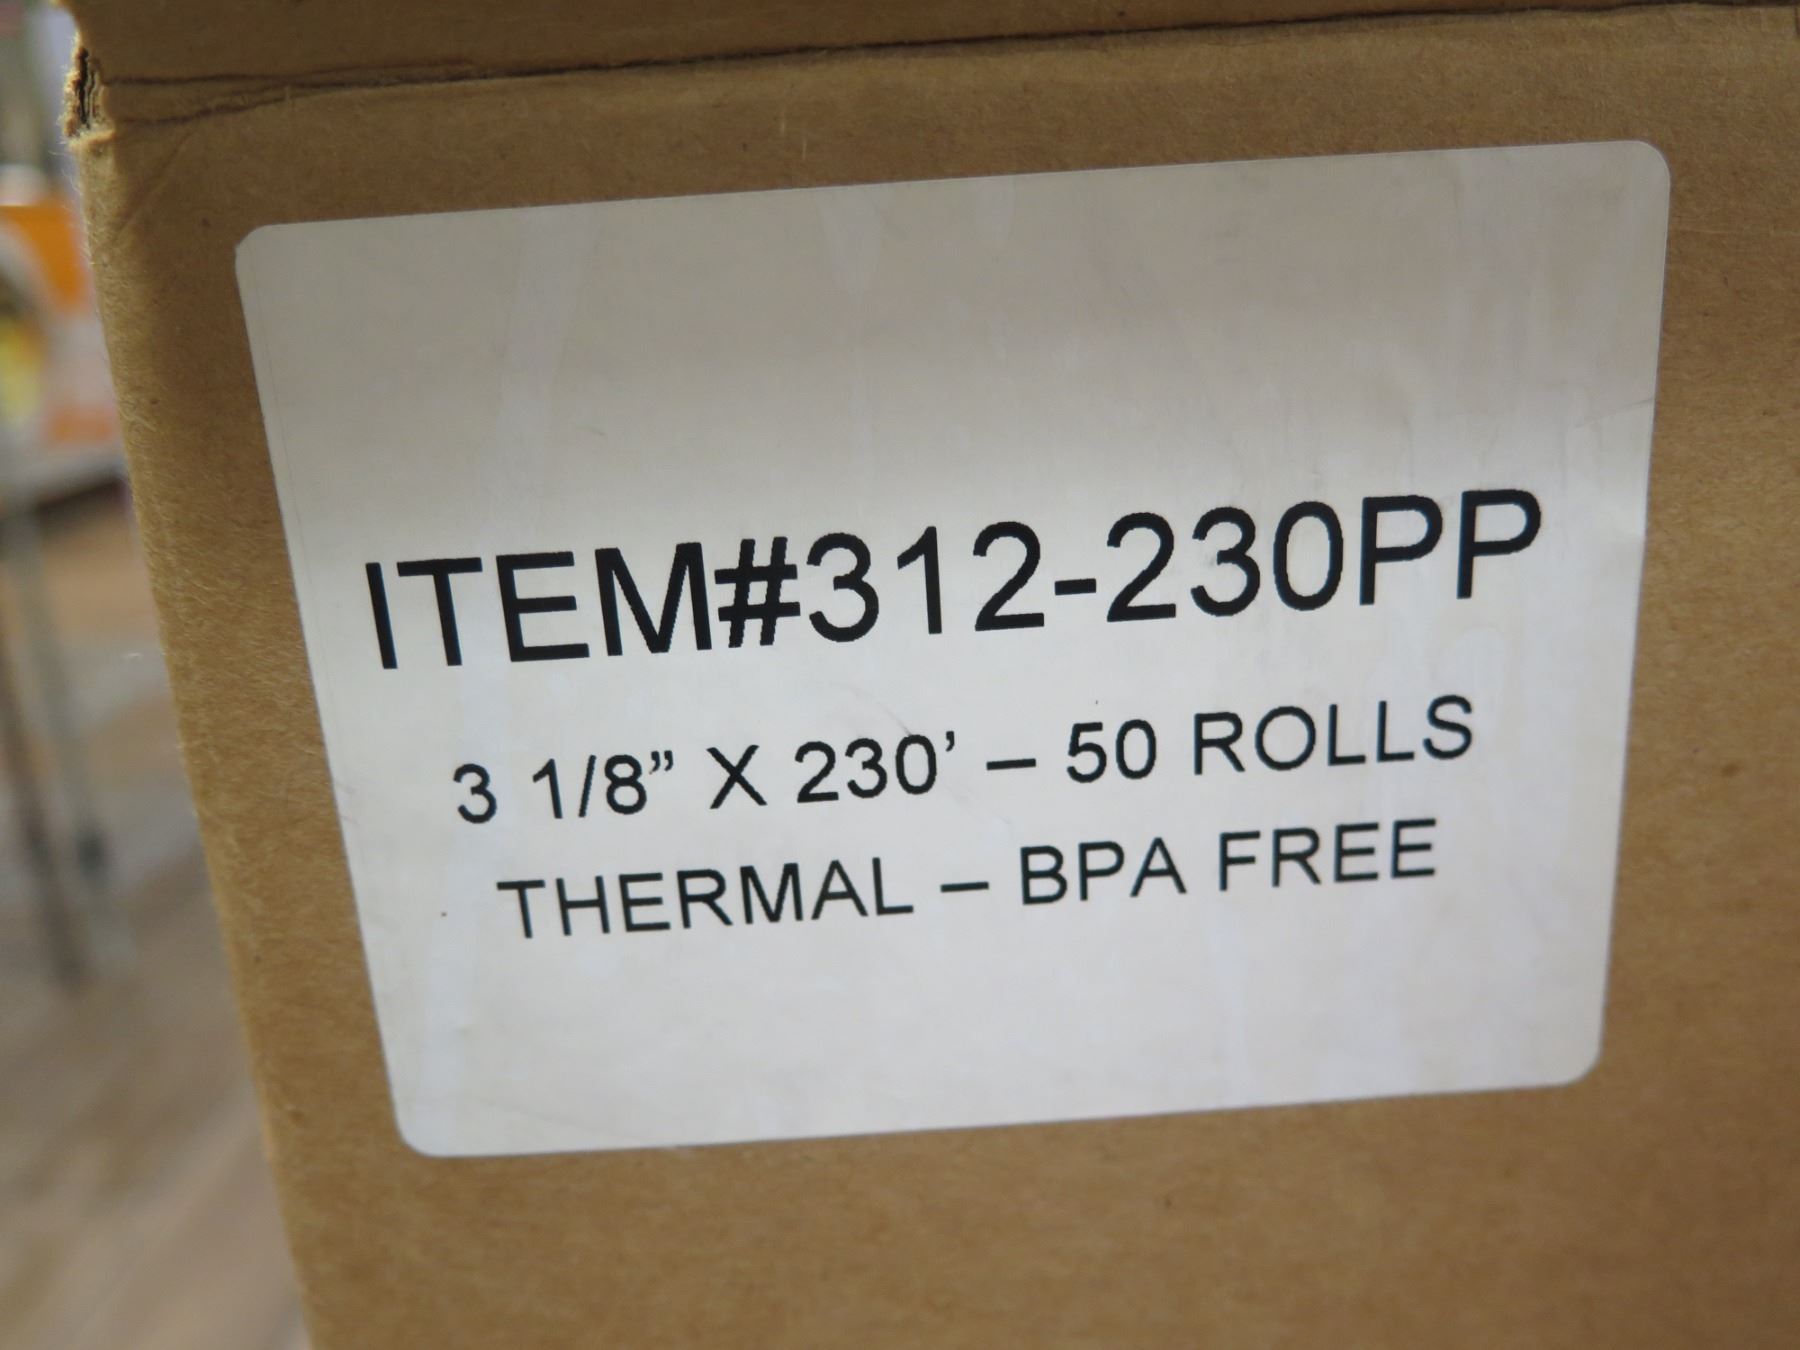 ITEM#312-230PP
3 1/8” X 230’ – 50 ROLLS
THERMAL – BPA FREE